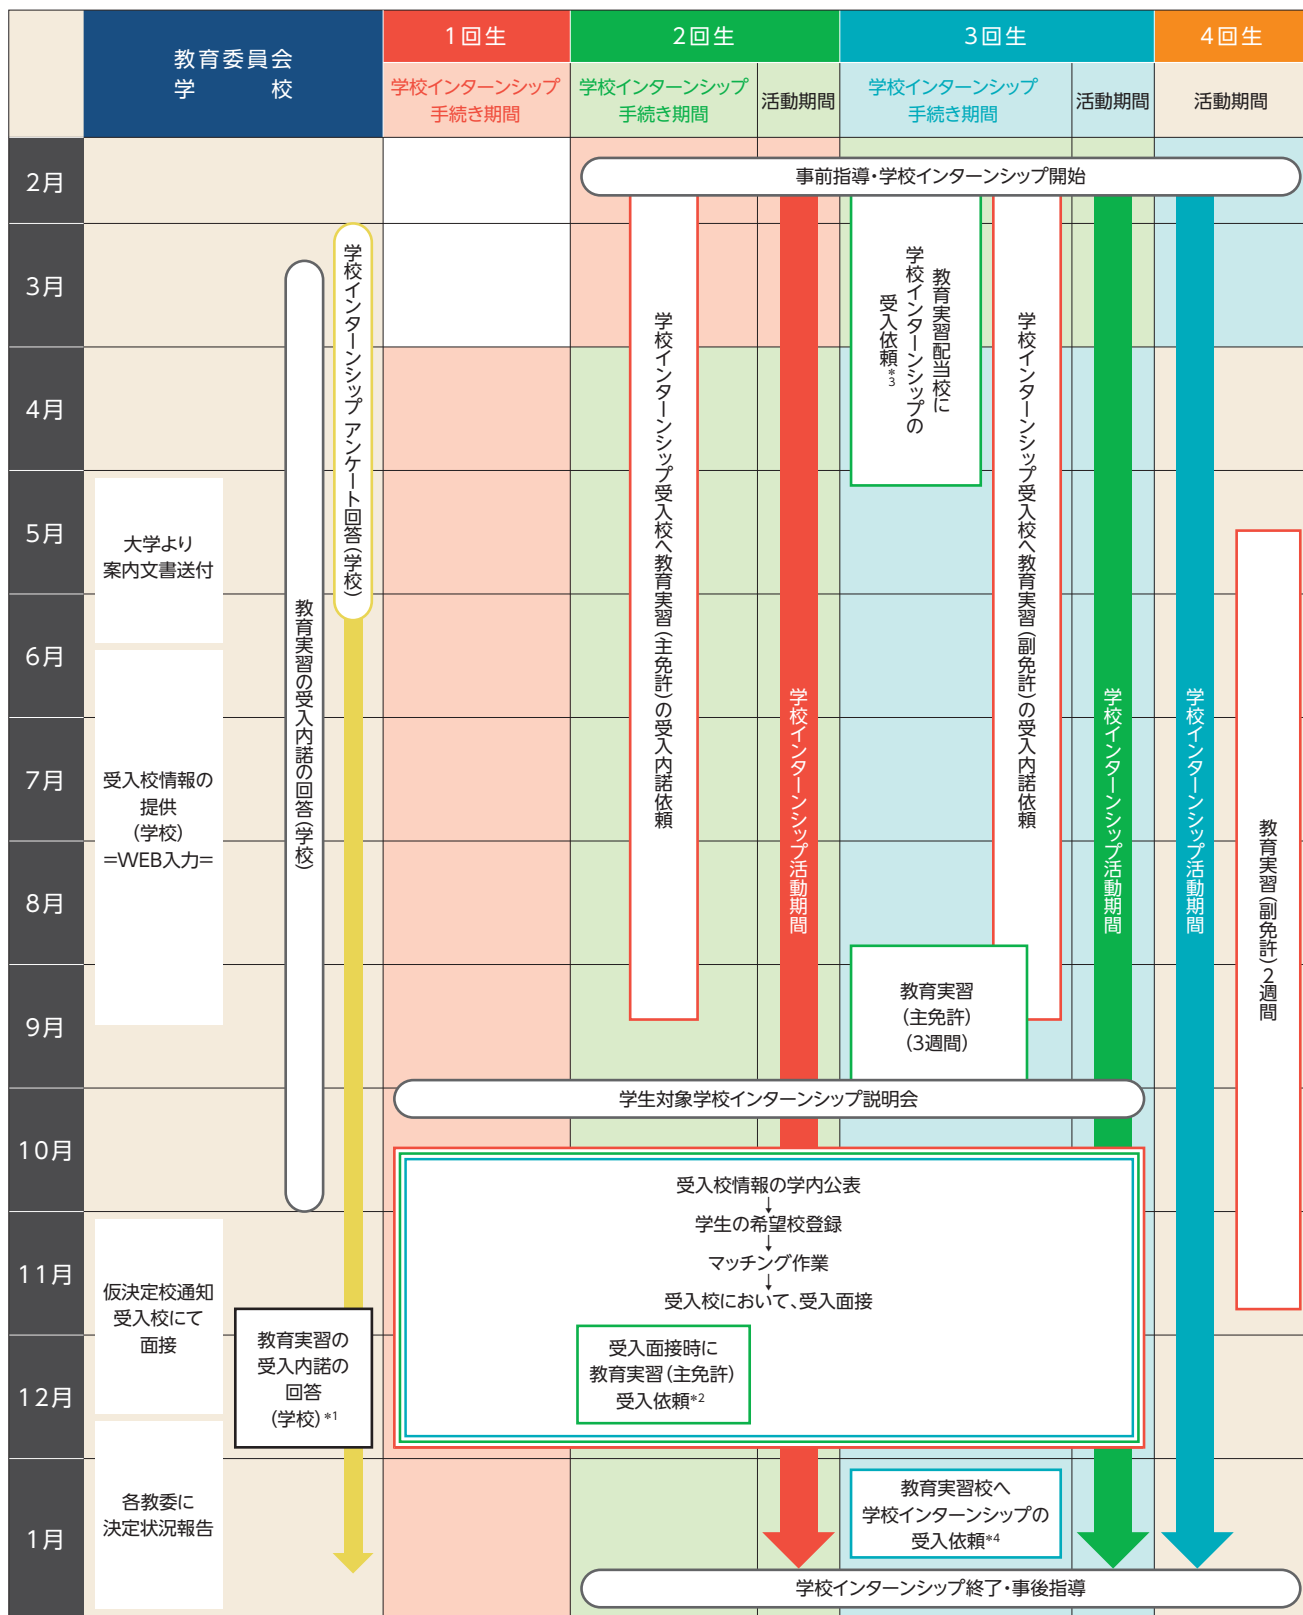 教育委員会
学　　　校
1回生
2回生
3回生
4回生
学校インターンシップ
手続き期間
学校インターンシップ
手続き期間
活動期間
学校インターンシップ
手続き期間
活動期間
活動期間
2月
3月
4月
5月
6月
7月
8月
9月
10月
11月
12月
1月
事前指導・学校インターンシップ開始
大学より
案内文書送付
受入校情報の
提供
(学校)
=WEB入力=
仮決定校通知
受入校にて
面接
各教委に
決定状況報告
教育実習の受入内諾の回答(学校)
学校インターンシップ アンケート回答(学校)
教育実習の
受入内諾の
回答
(学校)*1
学校インターンシップ受入校へ教育実習(主免許)の受入内諾依頼
学校インターンシップ活動期間
教育実習配当校に
学校インターンシップの
受入依頼*3
学校インターンシップ受入校へ教育実習(副免許)の受入内諾依頼
教育実習
(主免許)
(3週間)
学校インターンシップ活動期間
学校インターンシップ活動期間
教育実習(副免許)2週間
学生対象学校インターンシップ説明会
受入校情報の学内公表
↓
学生の希望校登録
↓
マッチング作業
↓
受入校において、受入面接
受入面接時に
教育実習(主免許)
受入依頼*2
教育実習校へ
学校インターンシップの
受入依頼*4
学校インターンシップ終了・事後指導